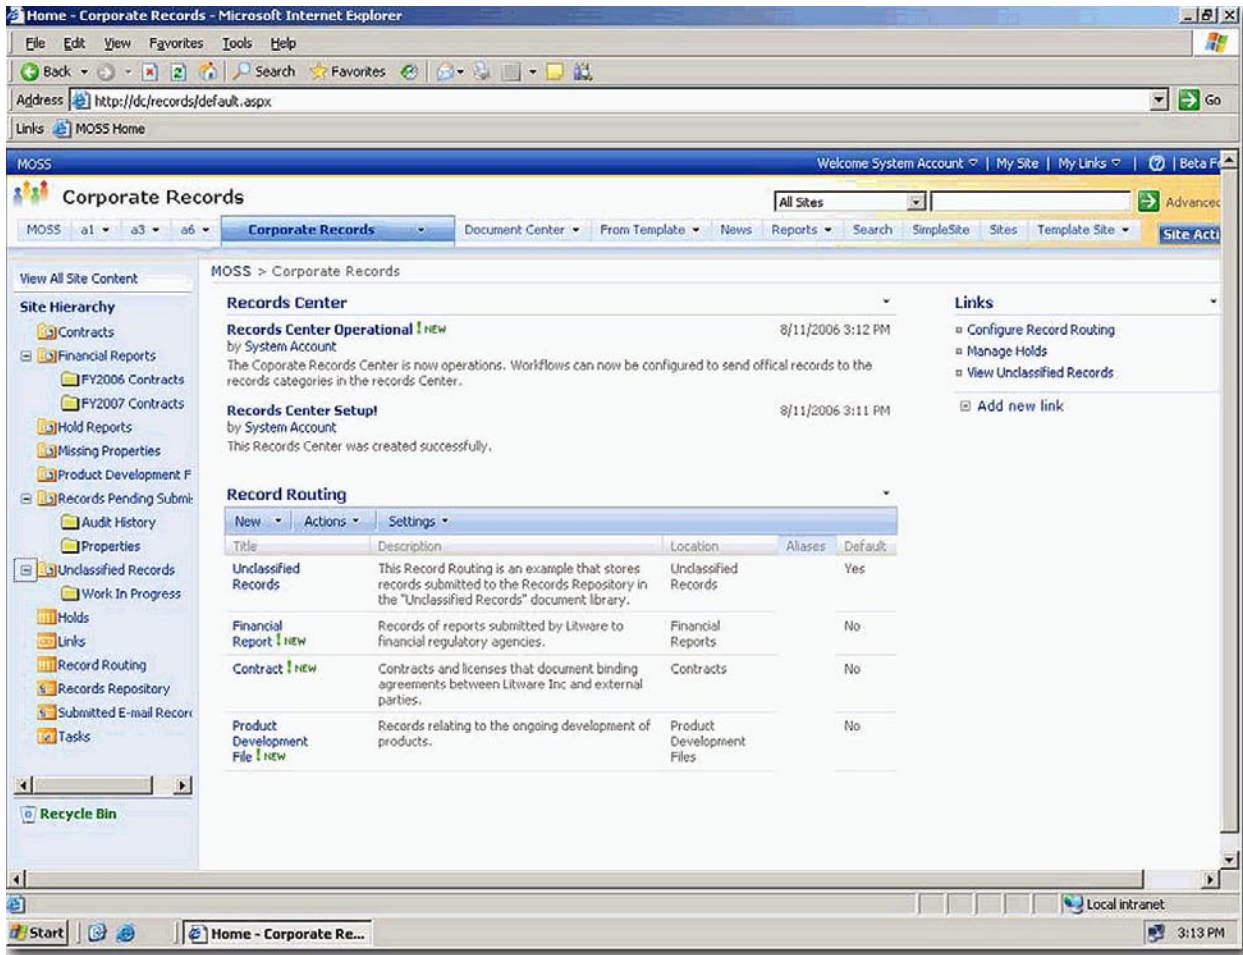 Home - Corporate Records - Microsoft Internet Explorer
File Edit View Favorites Tools Help
Back Search Favorites
Address http://dc/records/default.aspx Go
Links MOSS Home
MOSS Welcome System Account | My Site | My Links | Beta F
Corporate Records All Sites Advanced
MOSS a1 a3 a6 Corporate Records Document Center From Template News Reports Search SimpleSite Sites Template Site Site Acti
View All Site Content
Site Hierarchy
Contracts
Financial Reports
FY2006 Contracts
FY2007 Contracts
Hold Reports
Missing Properties
Product Development F
Records Pending Submi
Audit History
Properties
Unclassified Records
Work In Progress
Holds
Links
Record Routing
Records Repository
Submitted E-mail Recor
Tasks
Recycle Bin
MOSS > Corporate Records
Records Center
Records Center Operational ! NEW 8/11/2006 3:12 PM
by System Account
The Coporate Records Center is now operations. Workflows can now be configured to send offical records to the
records categories in the records Center.
Records Center Setup! 8/11/2006 3:11 PM
by System Account
This Records Center was created successfully.
Record Routing
New Actions Settings
Title Description Location Aliases Default
Unclassified Records This Record Routing is an example that stores records submitted to the Records Repository in the "Unclassified Records" document library. Unclassified Records Yes
Financial Report ! NEW Records of reports submitted by Litware to financial regulatory agencies. Financial Reports No
Contract ! NEW Contracts and licenses that document binding agreements between Litware Inc and external parties. Contracts No
Product Development File ! NEW Records relating to the ongoing development of products. Product Development Files No
Links
Configure Record Routing
Manage Holds
View Unclassified Records
Add new link
Local intranet
Start Home - Corporate Re... 3:13 PM